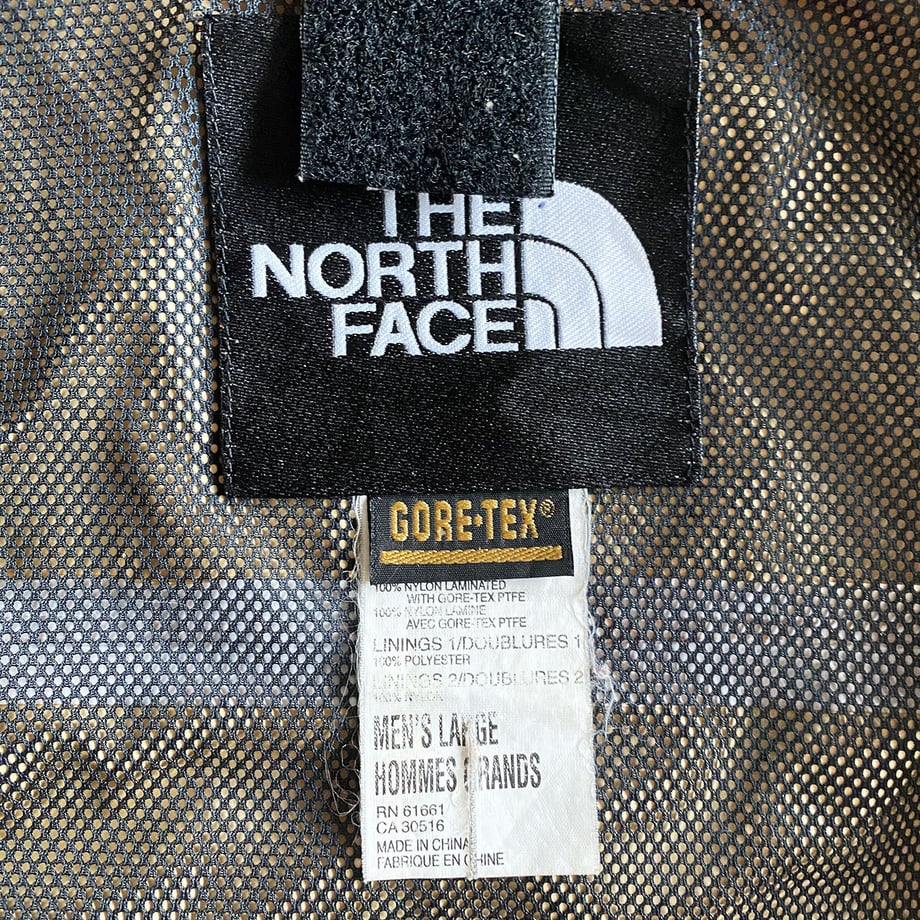 THE
NORTH
FACE
GORE-TEX®
100% NYLON LAMINATED
WITH GORE-TEX PTFE
100% NYLON LAMINE
AVEC GORE-TEX PTFE
LININGS 1/DOUBLURES 1
100% POLYESTER
LININGS 2/DOUBLURES 2
100% NYLON
MEN'S LARGE
HOMMES GRANDS
RN 61661
CA 30516
MADE IN CHINA
FABRIQUE EN CHINE